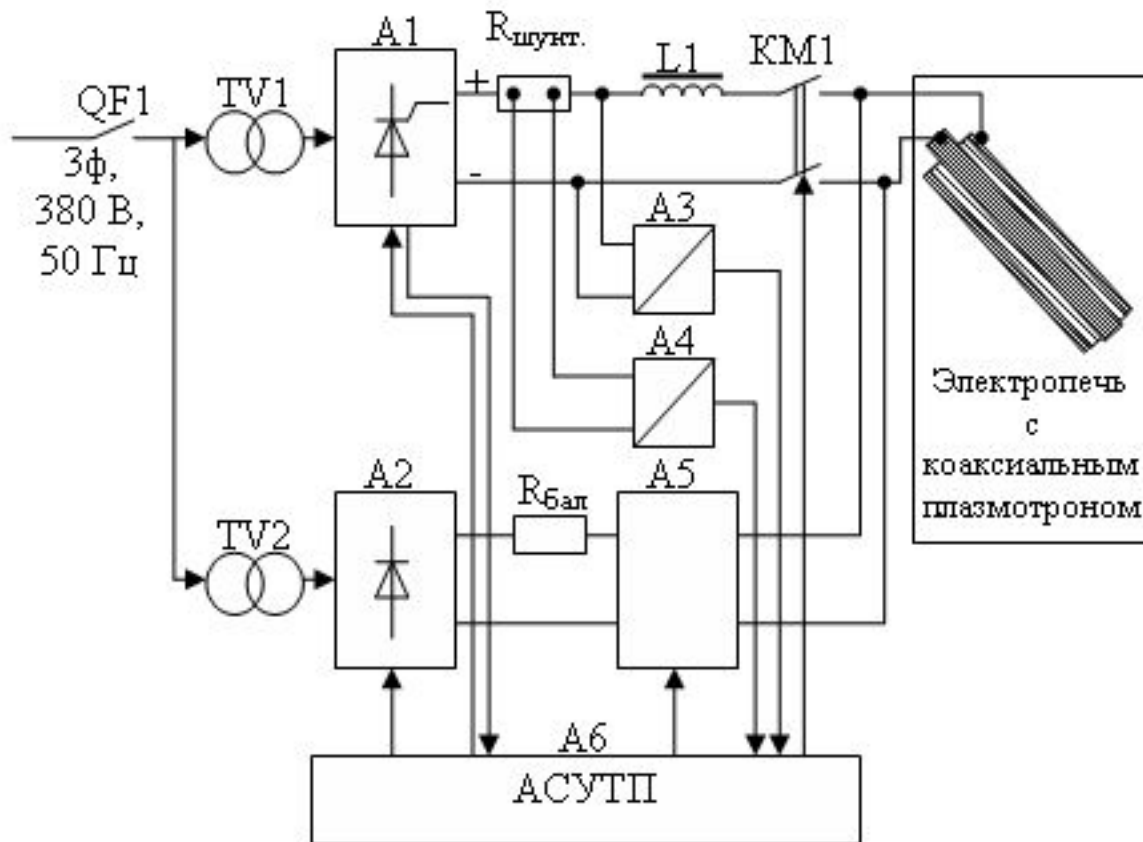 A1
Rшунт.
L1
KM1
QF1
TV1
+
-
3ф,
380 В,
50 Гц
A3
A4
Электропечь
с
коаксиальным
плазмотроном
A2
Rбал
A5
TV2
A6
АСУТП